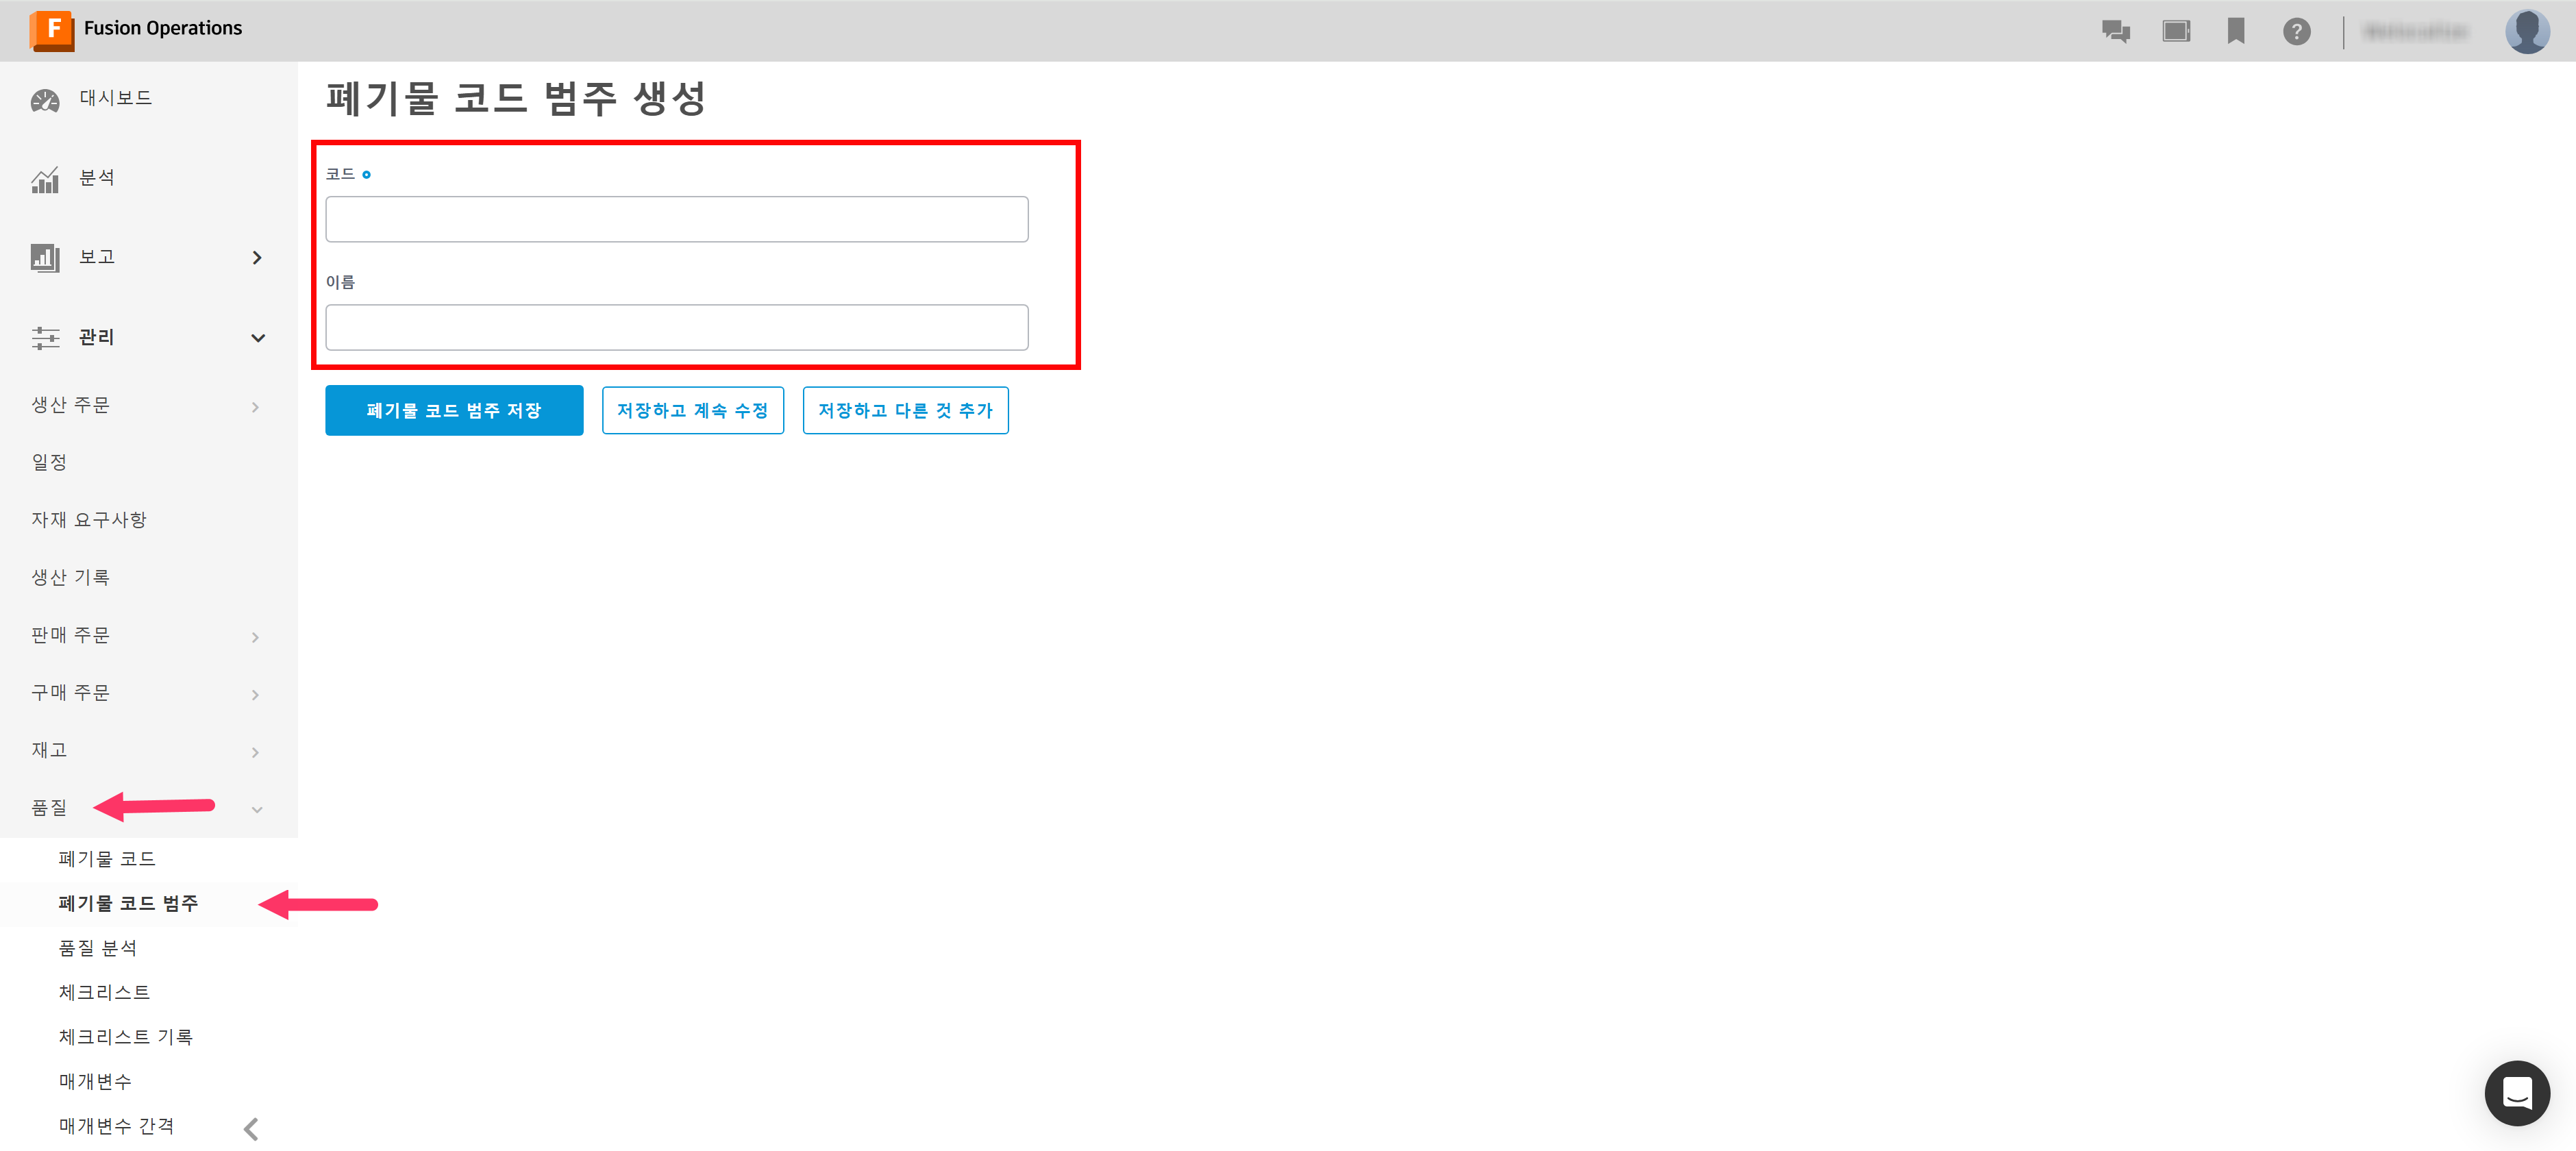 Fusion Operations
대시보드
분석
보고
관리
생산 주문
일정
자재 요구사항
생산 기록
판매 주문
구매 주문
재고
품질
폐기물 코드
폐기물 코드 범주
품질 분석
체크리스트
체크리스트 기록
매개변수
매개변수 간격
폐기물 코드 범주 생성
코드
이름
폐기물 코드 범주 저장
저장하고 계속 수정
저장하고 다른 것 추가